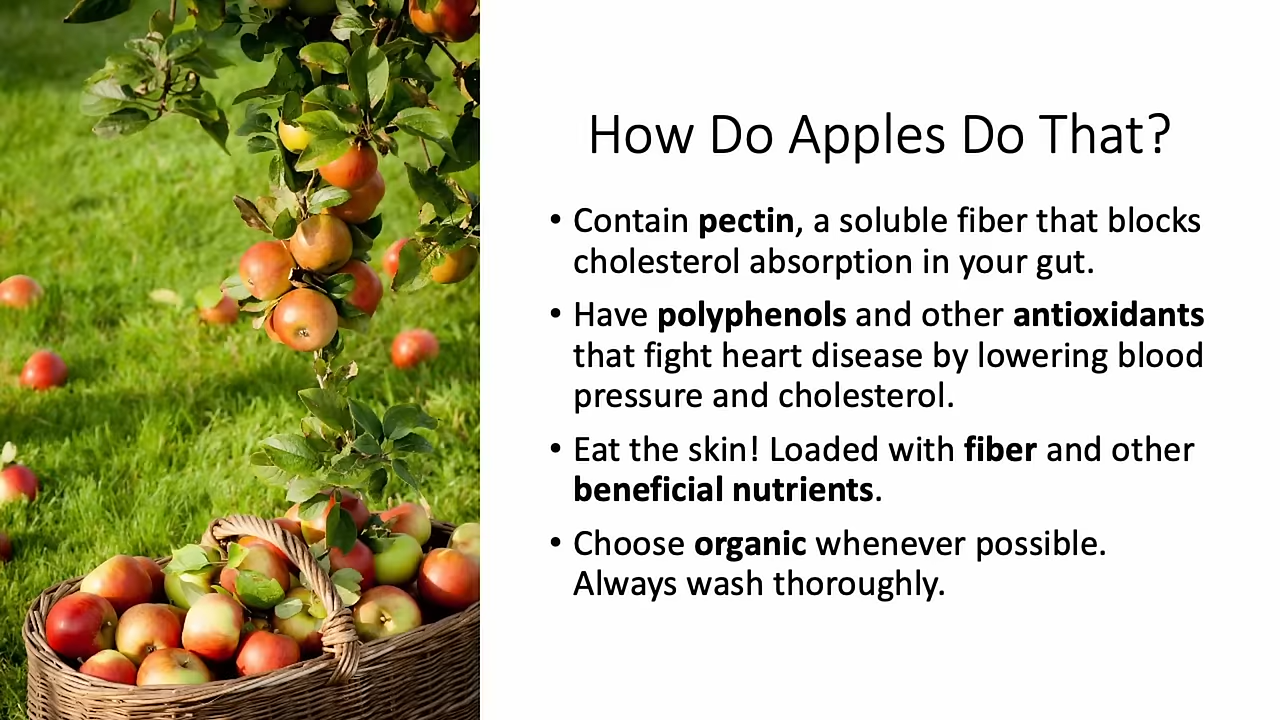 How Do Apples Do That?
• Contain pectin, a soluble fiber that blocks
cholesterol absorption in your gut.
• Have polyphenols and other antioxidants
that fight heart disease by lowering blood
pressure and cholesterol.
• Eat the skin! Loaded with fiber and other
beneficial nutrients.
• Choose organic whenever possible.
Always wash thoroughly.